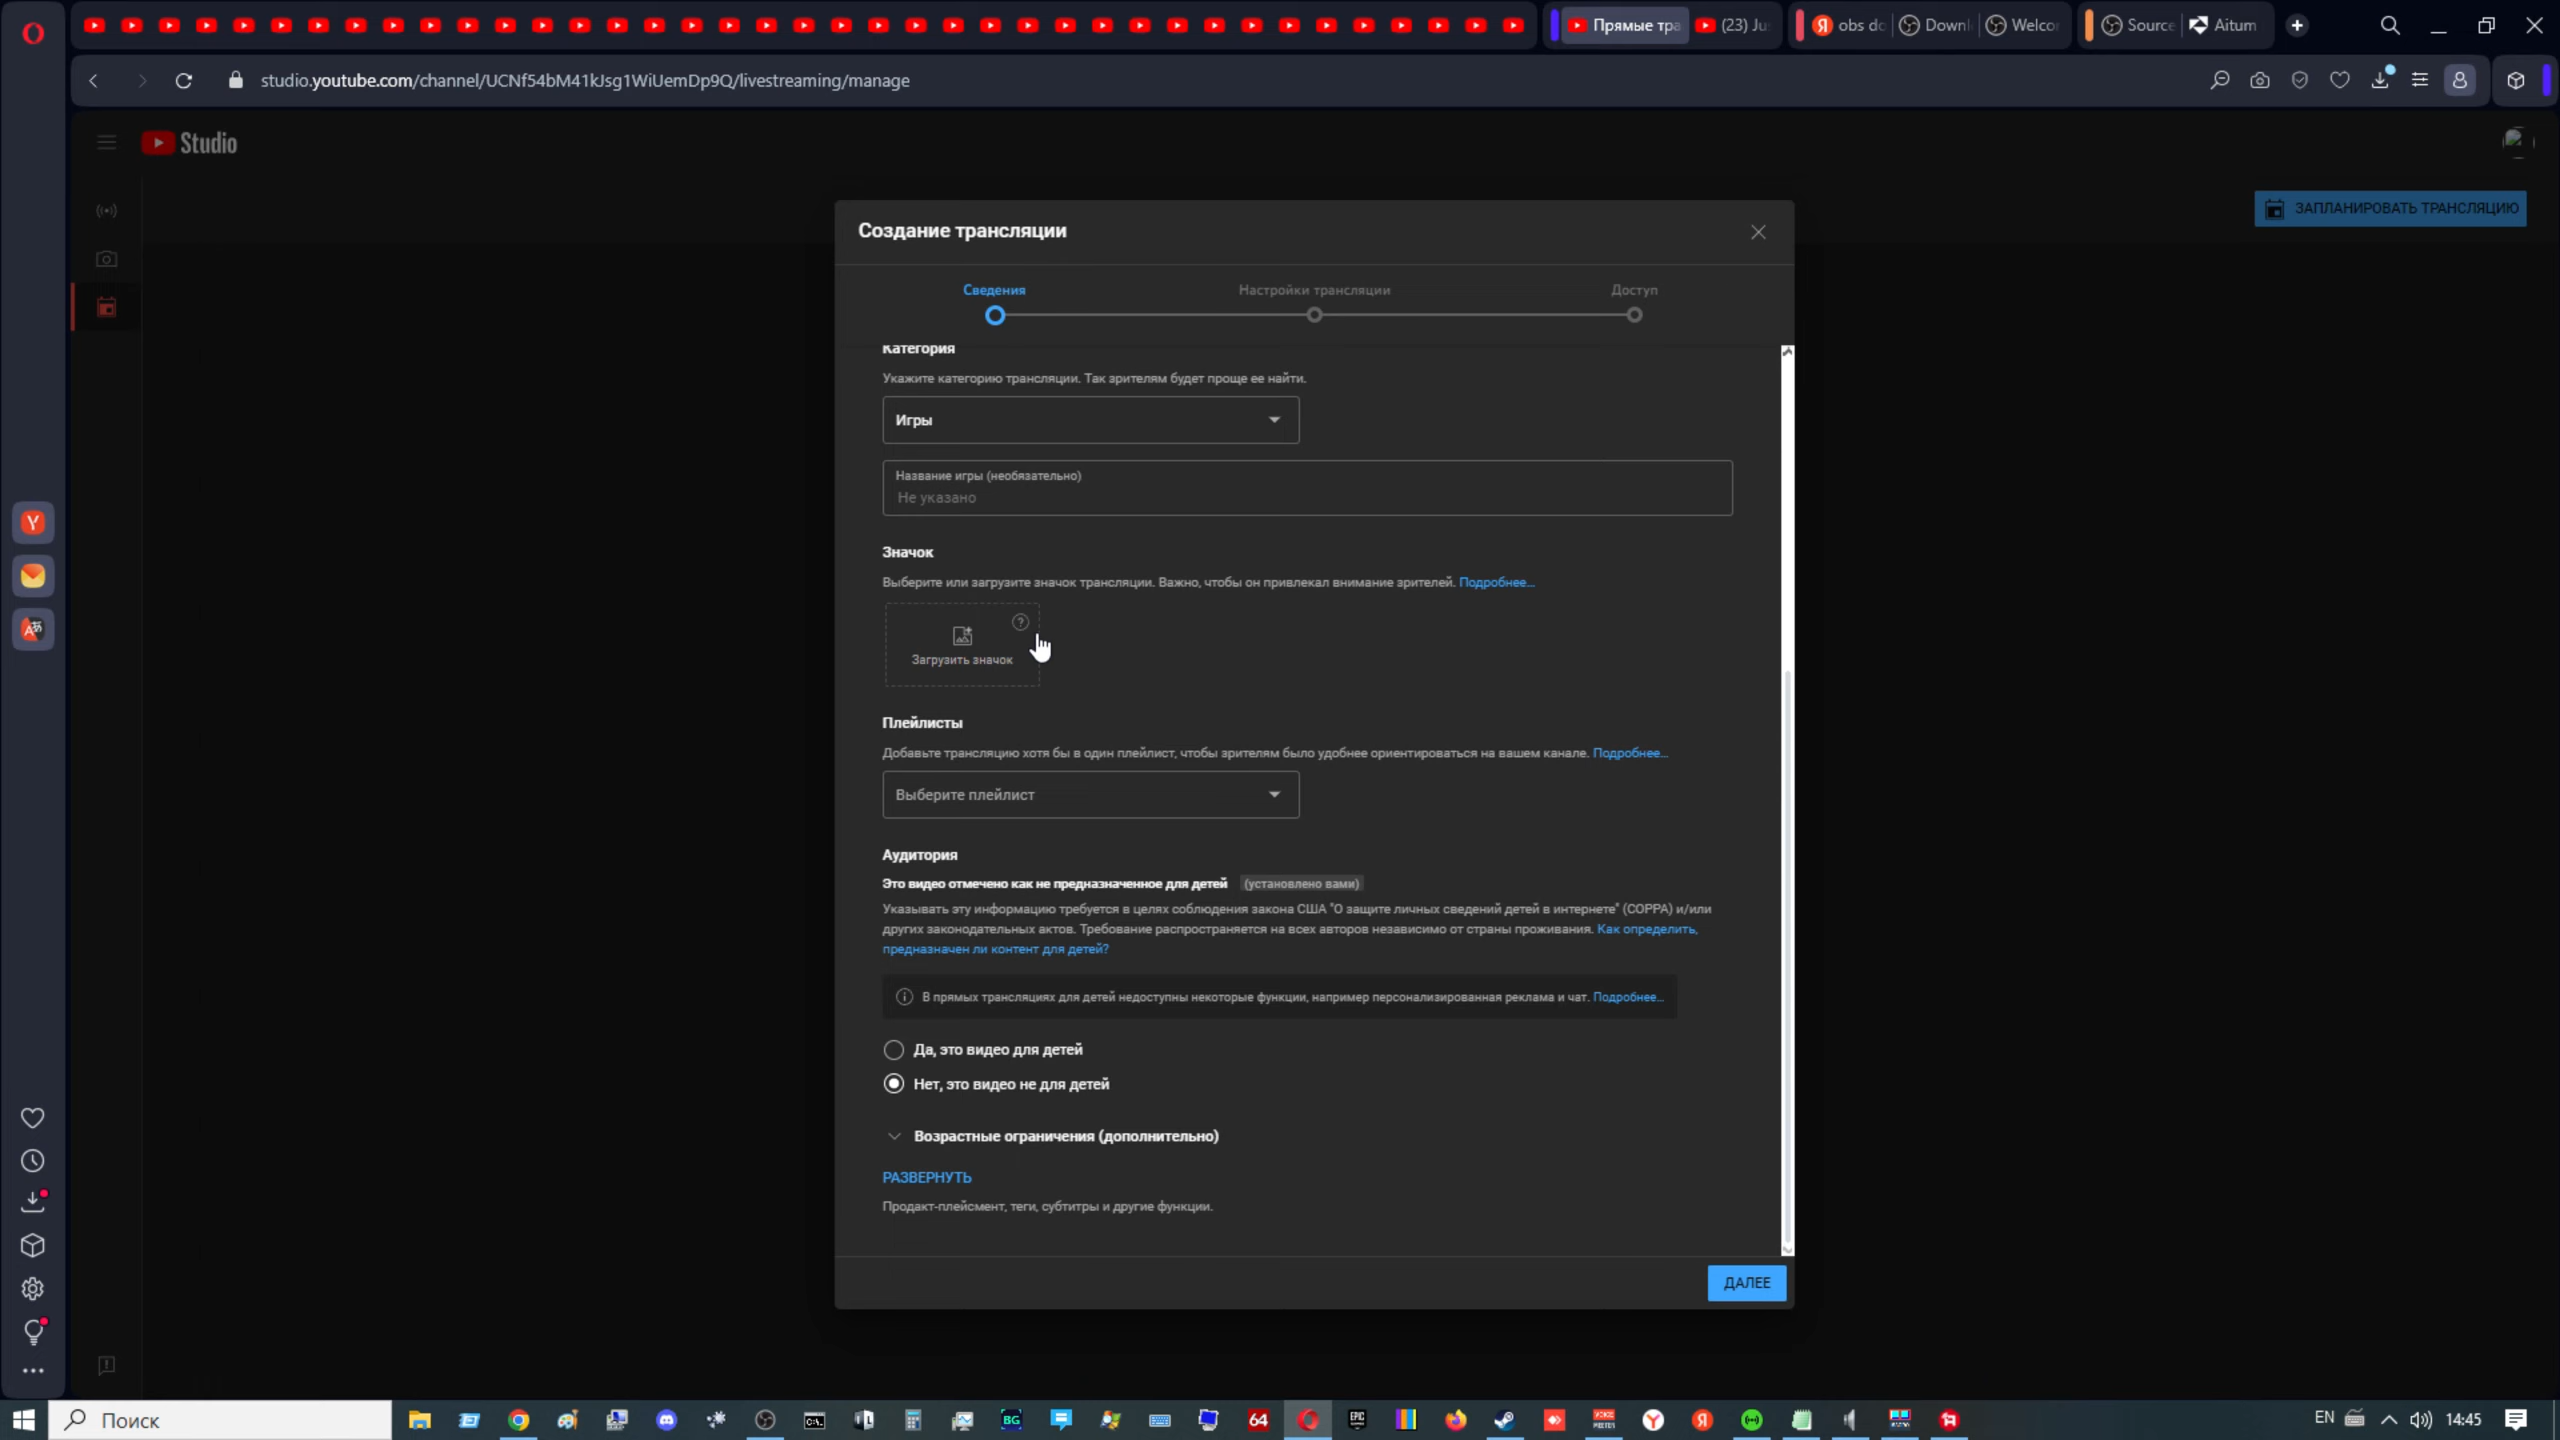 Прямые тра
(23) Ju
obs do
Downl
Welco
Source
Aitum
studio.youtube.com/channel/UCNf54bM41kJsg1WiUemDp9Q/livestreaming/manage
Studio
ЗАПЛАНИРОВАТЬ ТРАНСЛЯЦИЮ
Создание трансляции
Сведения
Настройки трансляции
Доступ
Категория
Укажите категорию трансляции. Так зрителям будет проще ее найти.
Игры
Название игры (необязательно)
Не указано
Значок
Выберите или загрузите значок трансляции. Важно, чтобы он привлекал внимание зрителей. Подробнее...
Загрузить значок
Плейлисты
Добавьте трансляцию хотя бы в один плейлист, чтобы зрителям было удобнее ориентироваться на вашем канале. Подробнее...
Выберите плейлист
Аудитория
Это видео отмечено как не предназначенное для детей (установлено вами)
Указывать эту информацию требуется в целях соблюдения закона США "О защите личных сведений детей в интернете" (COPPA) и/или
других законодательных актов. Требование распространяется на всех авторов независимо от страны проживания. Как определить,
предназначен ли контент для детей?
В прямых трансляциях для детей недоступны некоторые функции, например персонализированная реклама и чат. Подробнее...
Да, это видео для детей
Нет, это видео не для детей
Возрастные ограничения (дополнительно)
РАЗВЕРНУТЬ
Продакт-плейсмент, теги, субтитры и другие функции.
ДАЛЕЕ
Поиск
BG
64
EPIC
EN
14:45